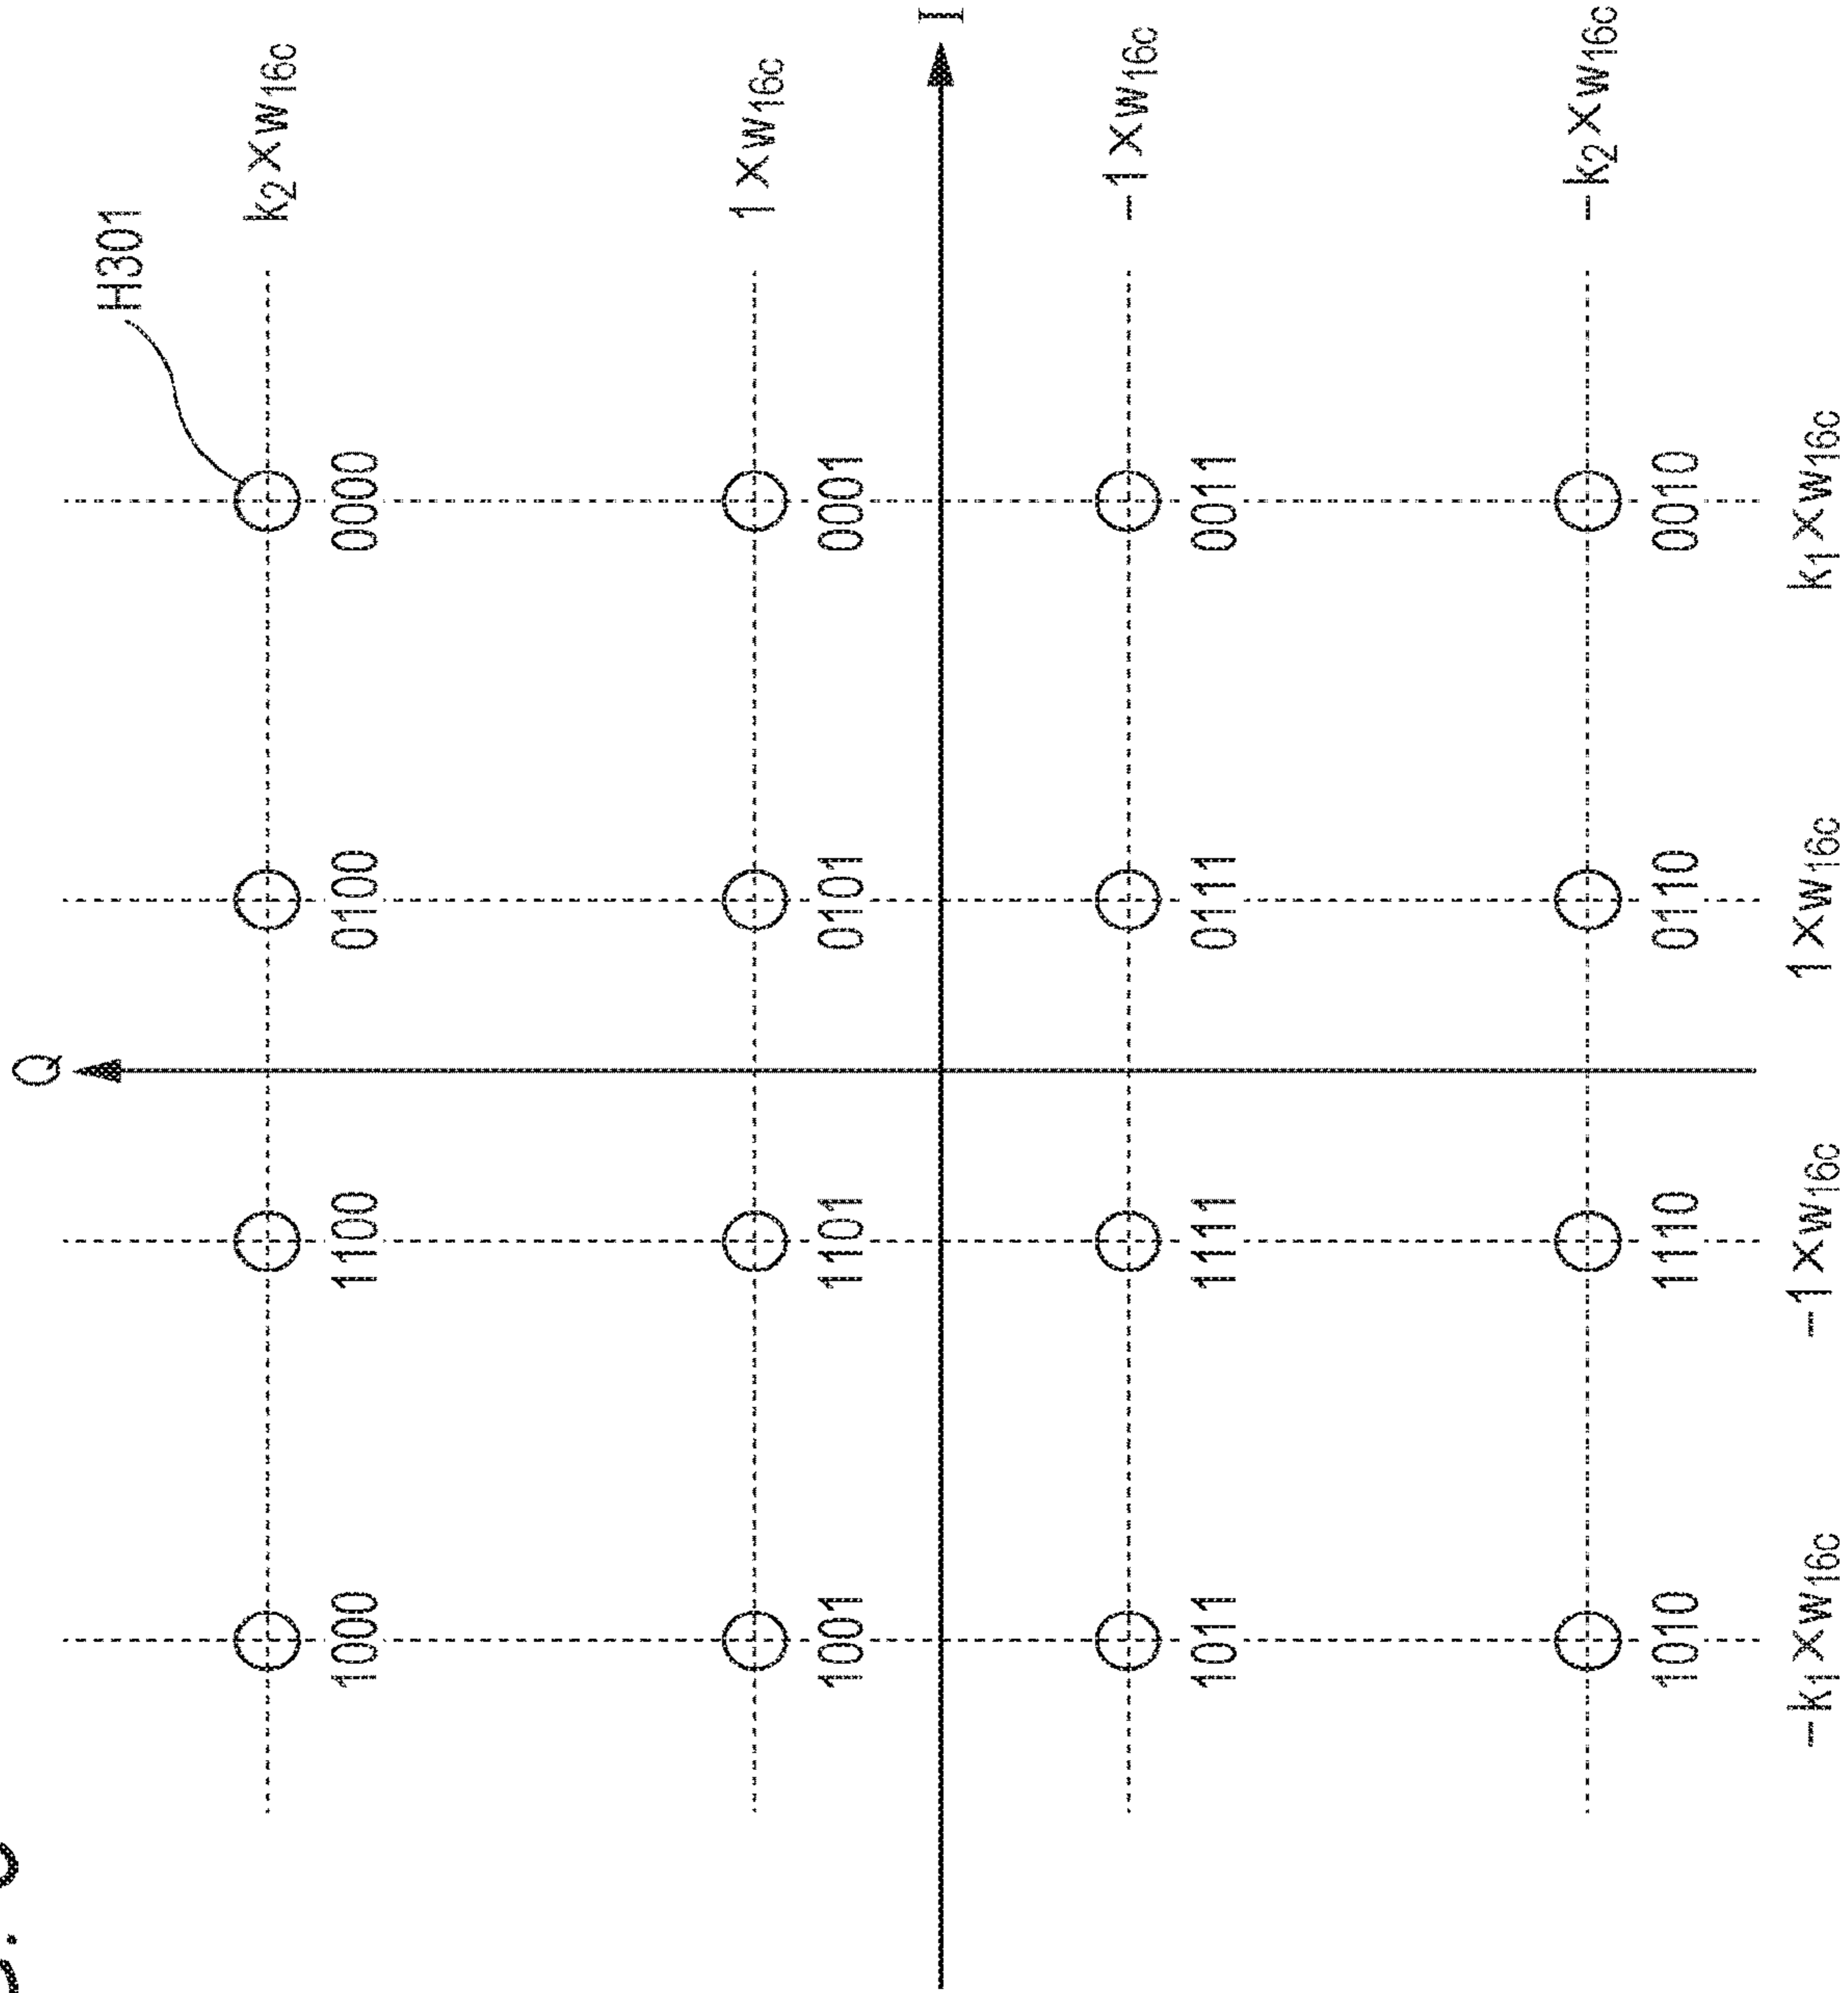 Q
H301
k₂×w₁₆c
1000 1100 0100 0000
1×w₁₆c
1001 1101 0101 0001
I
-1×w₁₆c
1011 1111 0111 0011
-k₂×w₁₆c
1010 1110 0110 0010
-k₁×w₁₆c -1×w₁₆c 1×w₁₆c k₁×w₁₆c